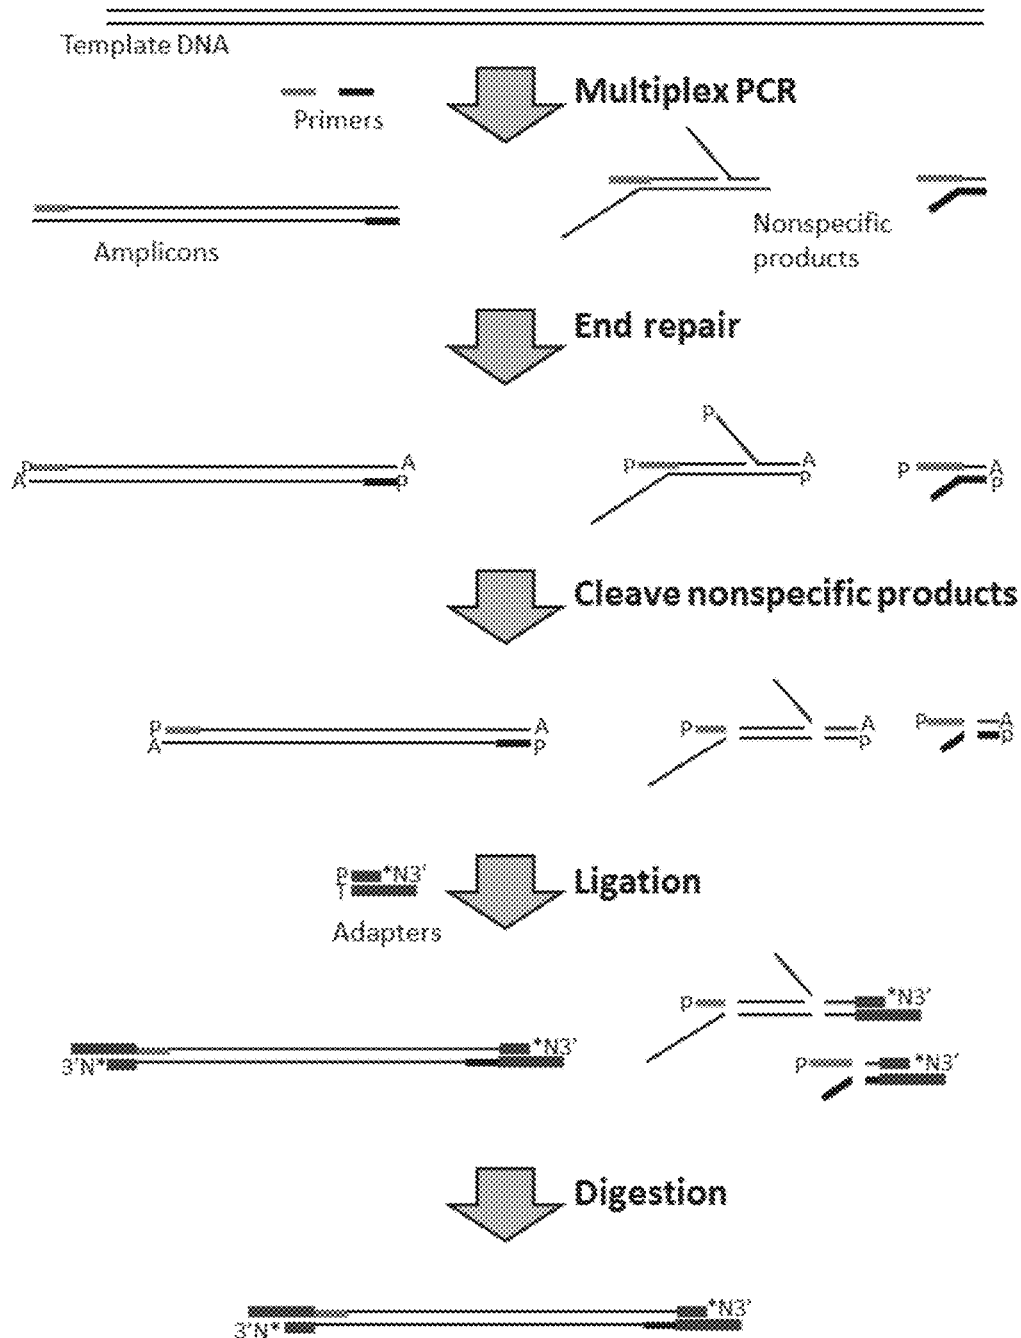 Template DNA
Multiplex PCR
Primers
Nonspecific
products
Amplicons
End repair
p
P A
A p
p A
p
p A
p
Cleave nonspecific products
P A
A p
P A
p
P A
p
Ligation
P *N3'
T
Adapters
p *N3'
*N3'
3'N*
P *N3'
Digestion
*N3'
3'N*